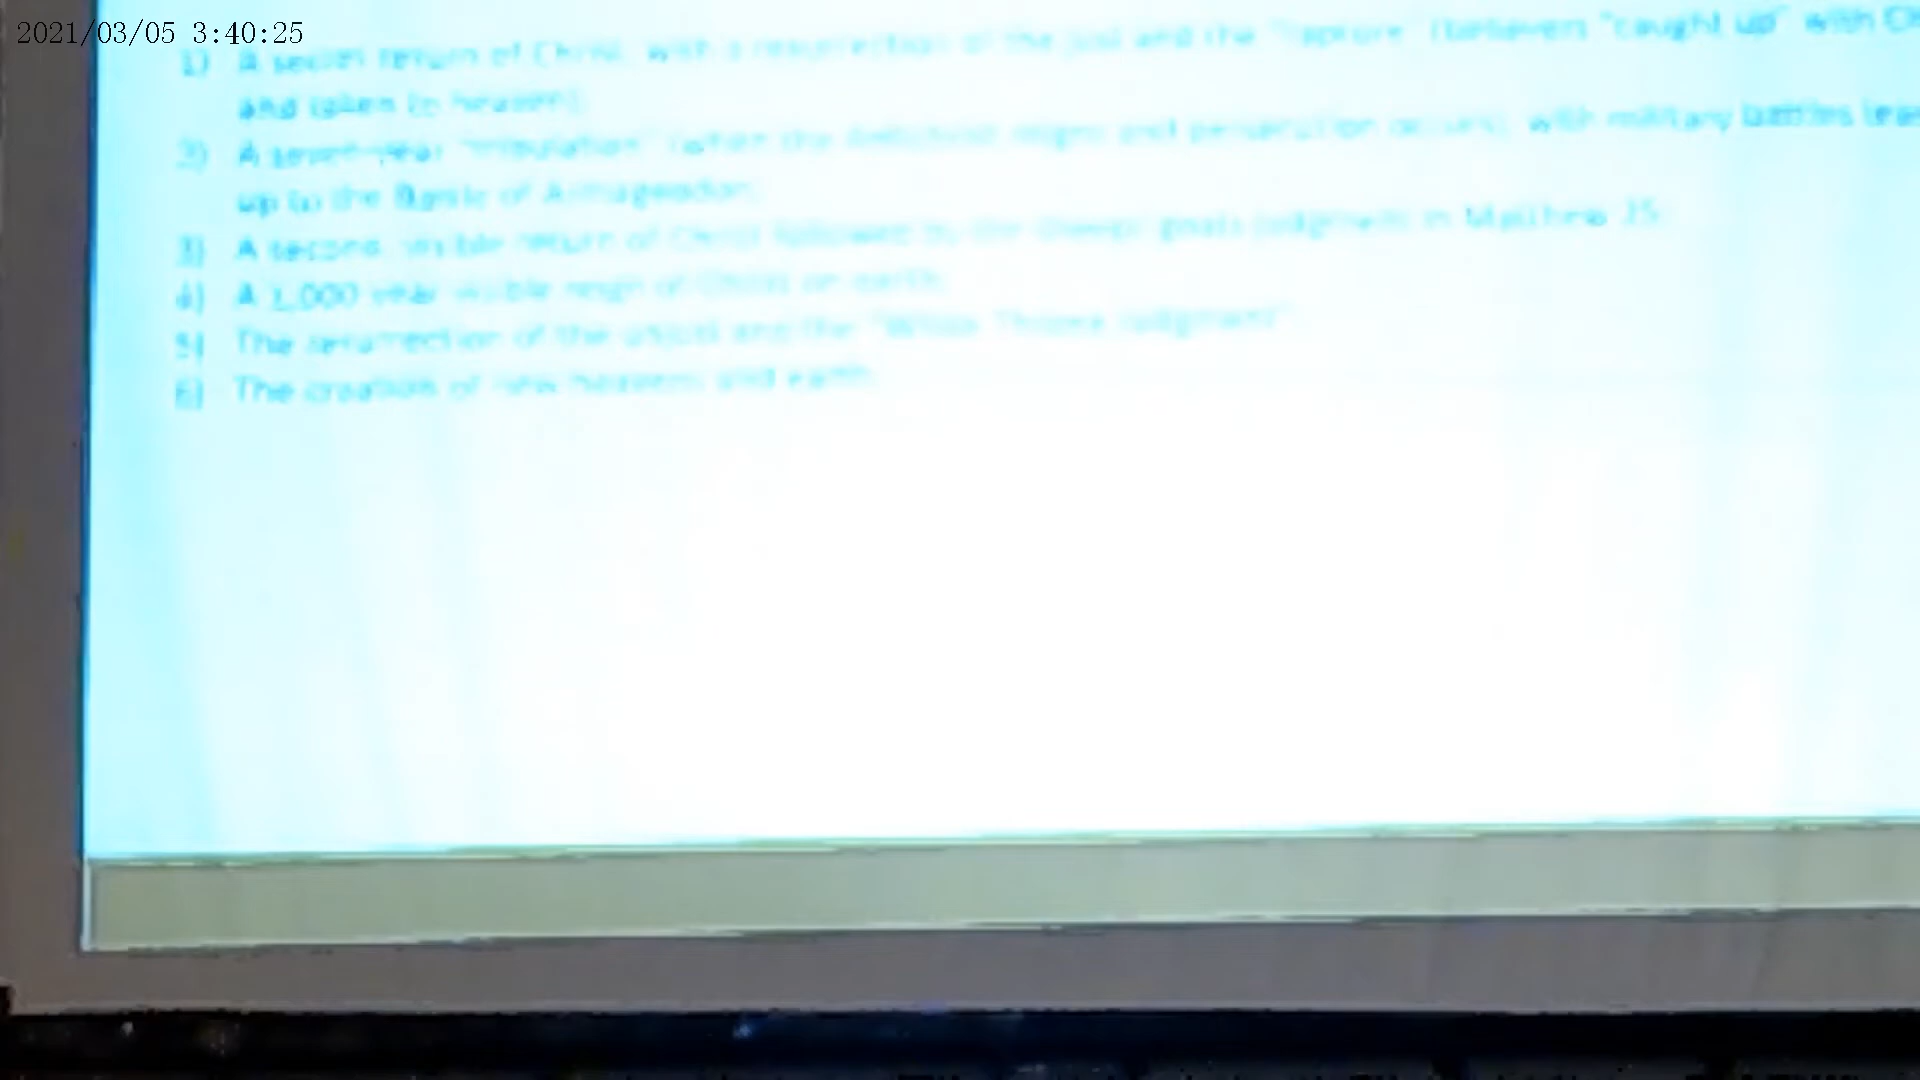 2021/03/05 3:40:25
1) A secret return of Christ, with a resurrection of the just and the "rapture" (believers "caught up" with
and taken to heaven)
2) A seven-year "tribulation" (when the Antichrist reigns and persecution occurs), with military battles
up to the Battle of Armageddon
3) A second, visible return of Christ followed by the sheep/ goats judgment in Matthew 25
4) A 1,000 year visible reign of Christ on earth
5) The resurrection of the unjust and the "White Throne Judgment"
6) The creation of new heavens and earth